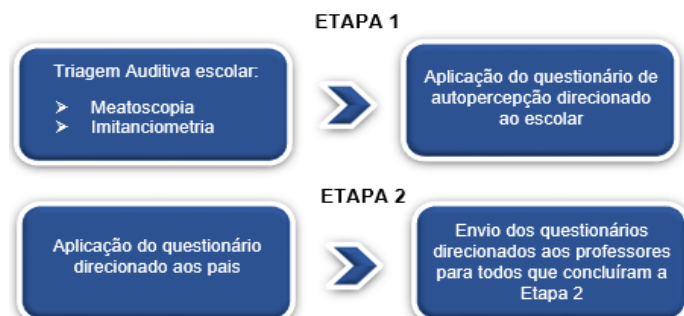 ETAPA 1
Triagem Auditiva escolar:
➤ Meatoscopia
➤ Imitanciometria
Aplicação do questionário de
autopercepção direcionado
ao escolar
ETAPA 2
Aplicação do questionário
direcionado aos pais
Envio dos questionários
direcionados aos professores
para todos que concluíram a
Etapa 2